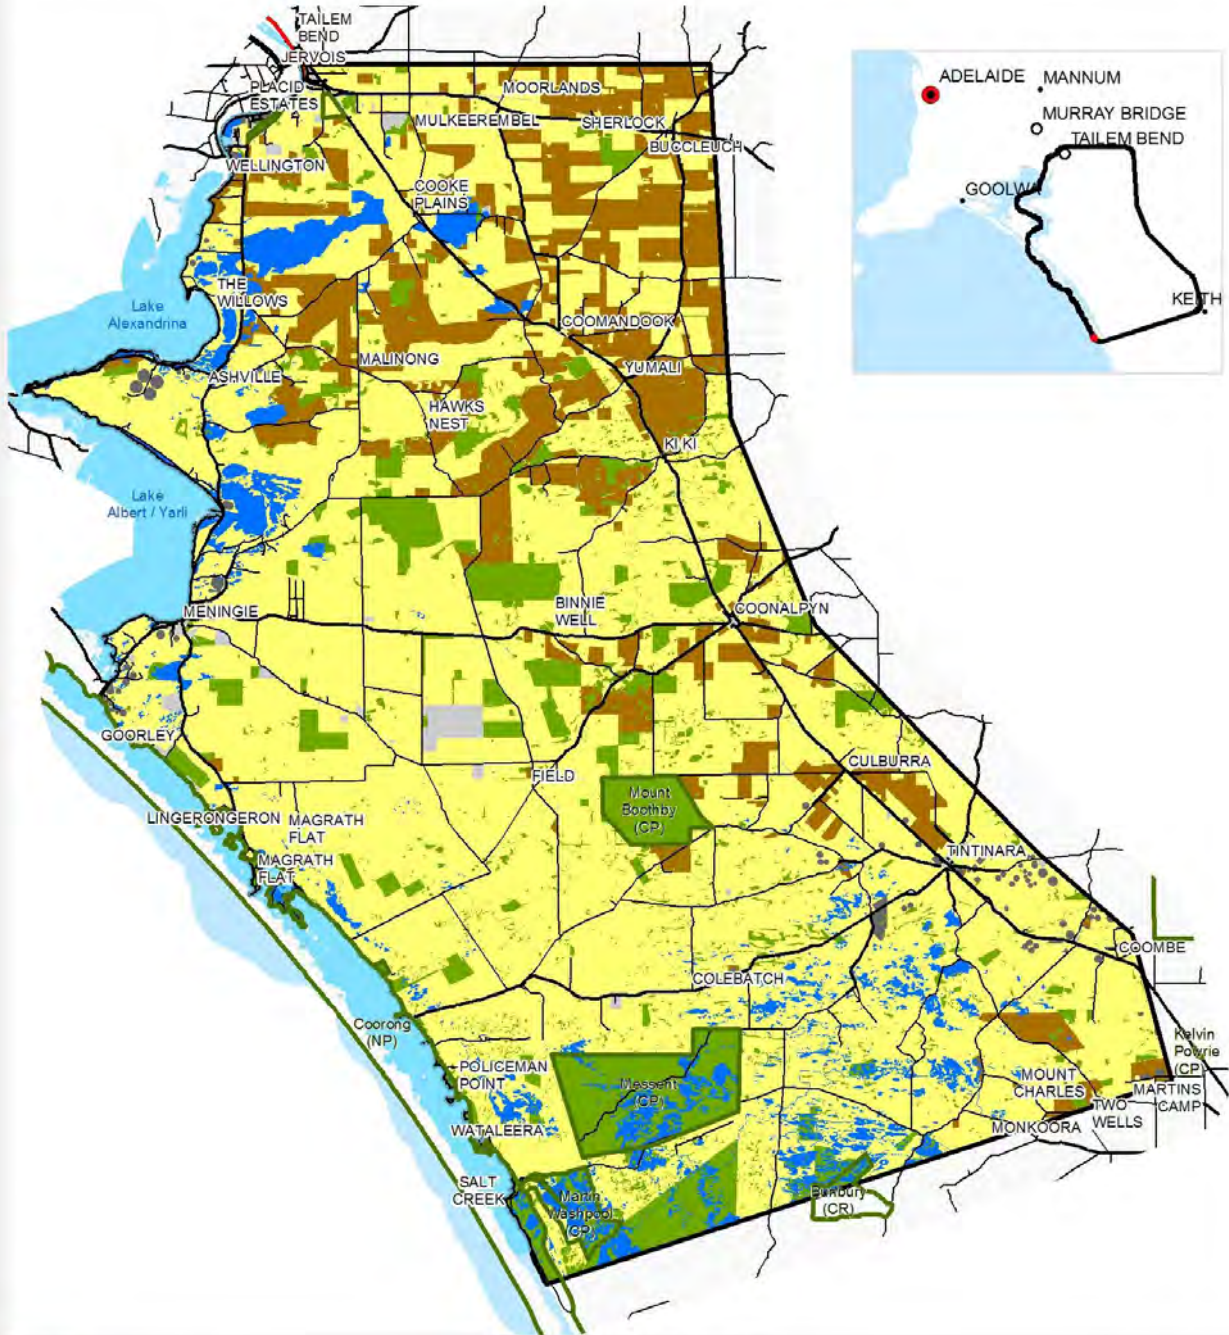 TAILEM
BEND
JERVOIS
PLACID
ESTATES
MOORLANDS
MULKEEREMBEL
SHERLOCK
BUCCLEUCH
WELLINGTON
COOKE
PLAINS
THE
WILLOWS
Lake
Alexandrina
COOMANDOOK
MALINONG
YUMALI
ASHVILLE
HAWKS
NEST
KI KI
Lake
Albert / Yarli
MENINGIE
BINNIE
WELL
COONALPYN
GOORLEY
FIELD
CULBURRA
Mount
Boothby
(CP)
LINGERONGERON
MAGRATH
FLAT
MAGRATH
FLAT
TINTINARA
COOMBE
COLEBATCH
Coorong
(NP)
Kelvin
Powrie
(CP)
POLICEMAN
POINT
Messent
(CP)
MOUNT
CHARLES
MARTINS
CAMP
TWO
WELLS
WATALEERA
MONKOORA
SALT
CREEK
Martin
Washpool
(CP)
Bunbury
(CR)
ADELAIDE
MANNUM
MURRAY BRIDGE
TAILEM BEND
GOOLWA
KEITH